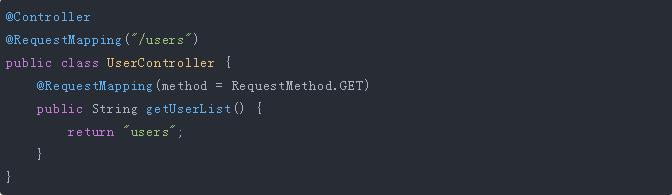 @Controller
@RequestMapping("/users")
public class UserController {
    @RequestMapping(method = RequestMethod.GET)
    public String getUserList() {
        return "users";
    }
}